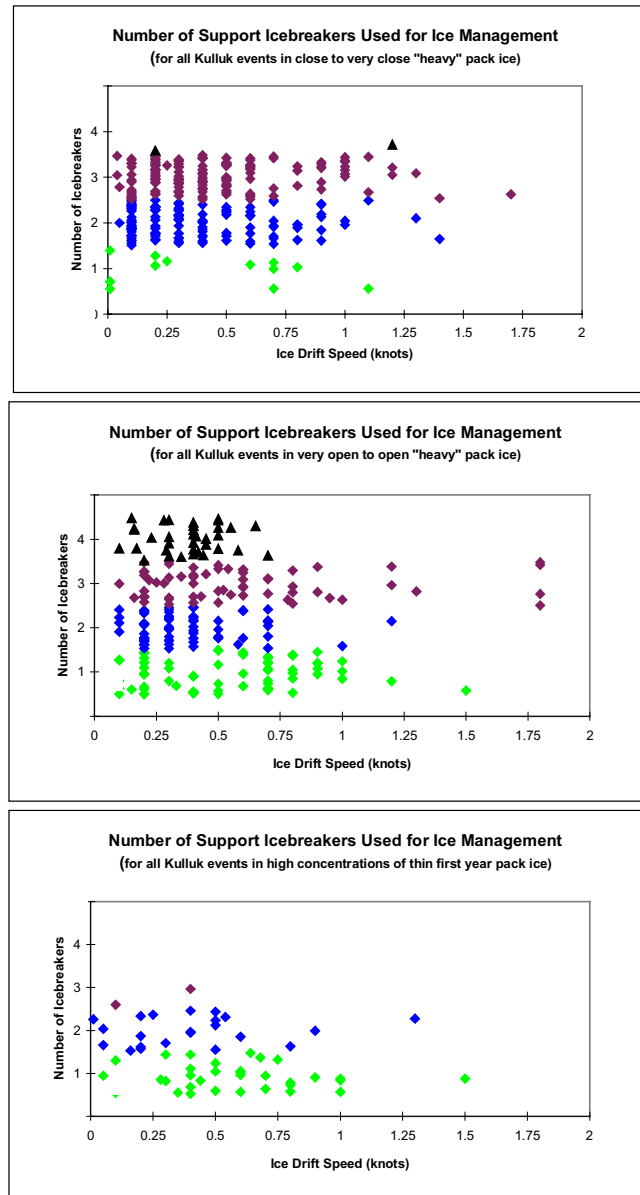 Number of Support Icebreakers Used for Ice Management
(for all Kulluk events in close to very close "heavy" pack ice)
Number of Icebreakers
4
3
2
1
0
0 0.25 0.5 0.75 1 1.25 1.5 1.75 2
Ice Drift Speed (knots)
Number of Support Icebreakers Used for Ice Management
(for all Kulluk events in very open to open "heavy" pack ice)
Number of Icebreakers
4
3
2
1
0 0.25 0.5 0.75 1 1.25 1.5 1.75 2
Ice Drift Speed (knots)
Number of Support Icebreakers Used for Ice Management
(for all Kulluk events in high concentrations of thin first year pack ice)
Number of Icebreakers
4
3
2
1
0 0.25 0.5 0.75 1 1.25 1.5 1.75 2
Ice Drift Speed (knots)